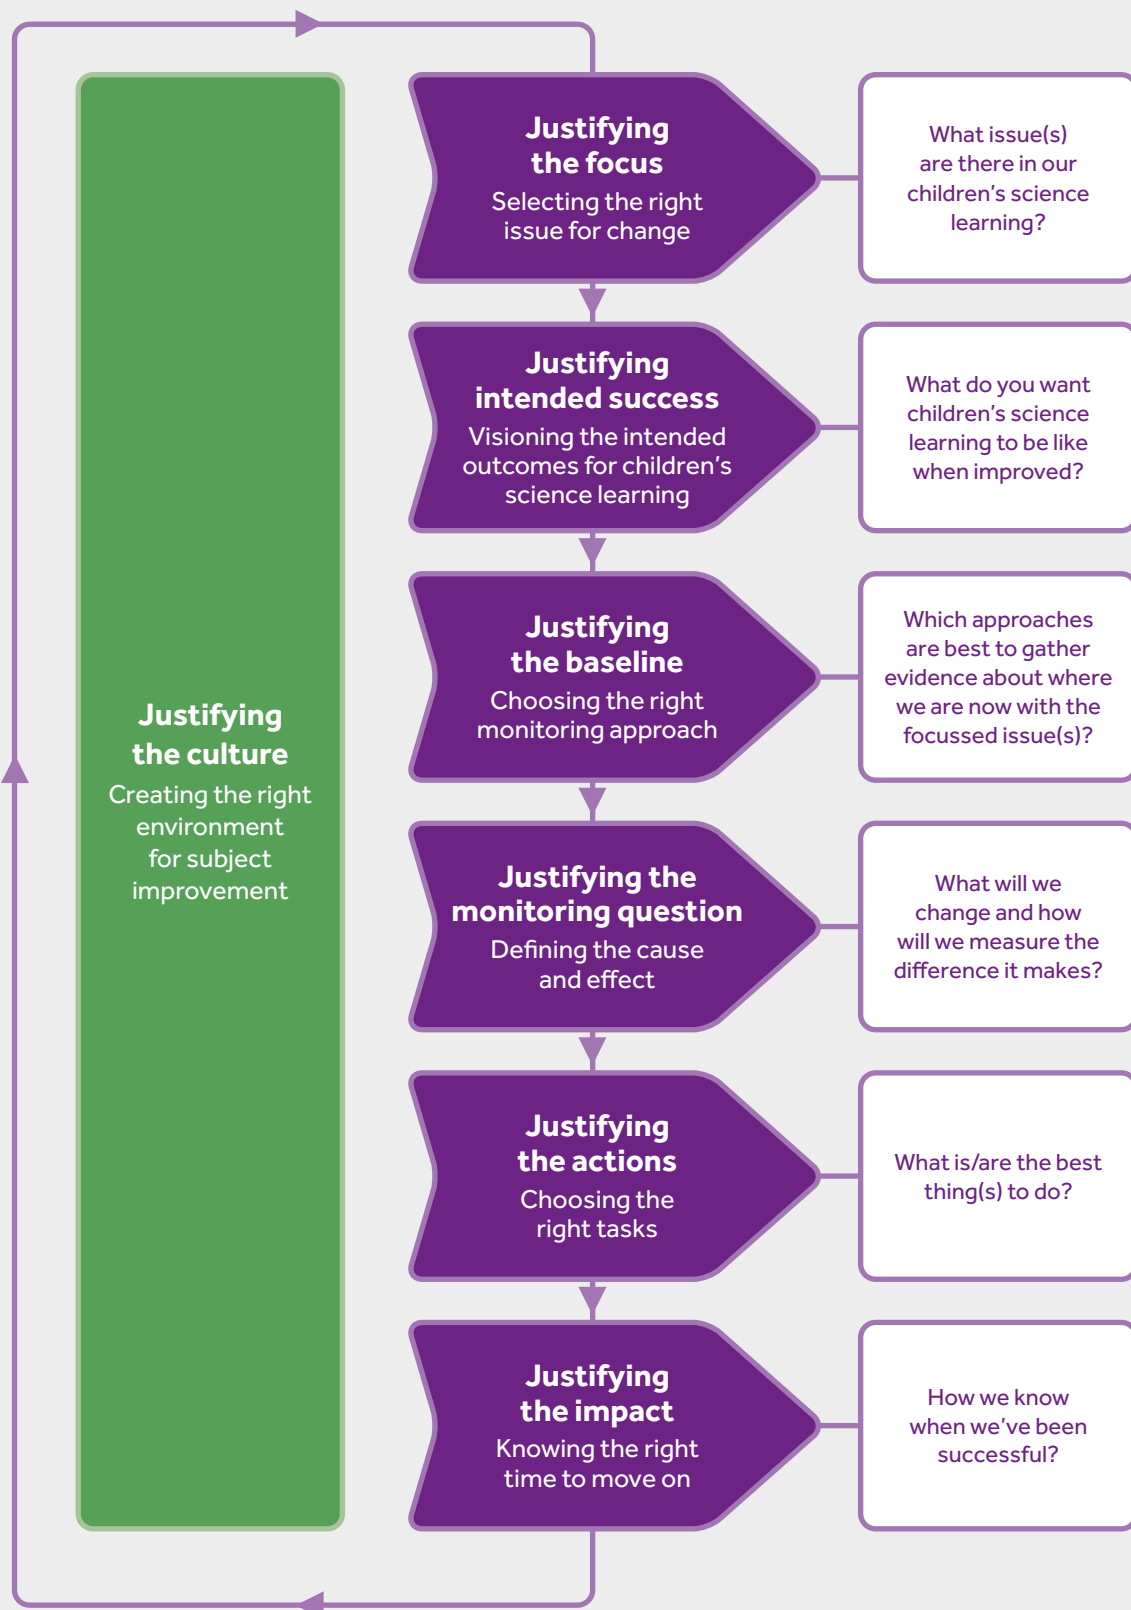 Justifying
the culture
Creating the right
environment
for subject
improvement
Justifying
the focus
Selecting the right
issue for change
What issue(s)
are there in our
children's science
learning?
Justifying
intended success
Visioning the intended
outcomes for children's
science learning
What do you want
children's science
learning to be like
when improved?
Justifying
the baseline
Choosing the right
monitoring approach
Which approaches
are best to gather
evidence about where
we are now with the
focussed issue(s)?
Justifying the
monitoring question
Defining the cause
and effect
What will we
change and how
will we measure the
difference it makes?
Justifying
the actions
Choosing the
right tasks
What is/are the best
thing(s) to do?
Justifying
the impact
Knowing the right
time to move on
How we know
when we've been
successful?